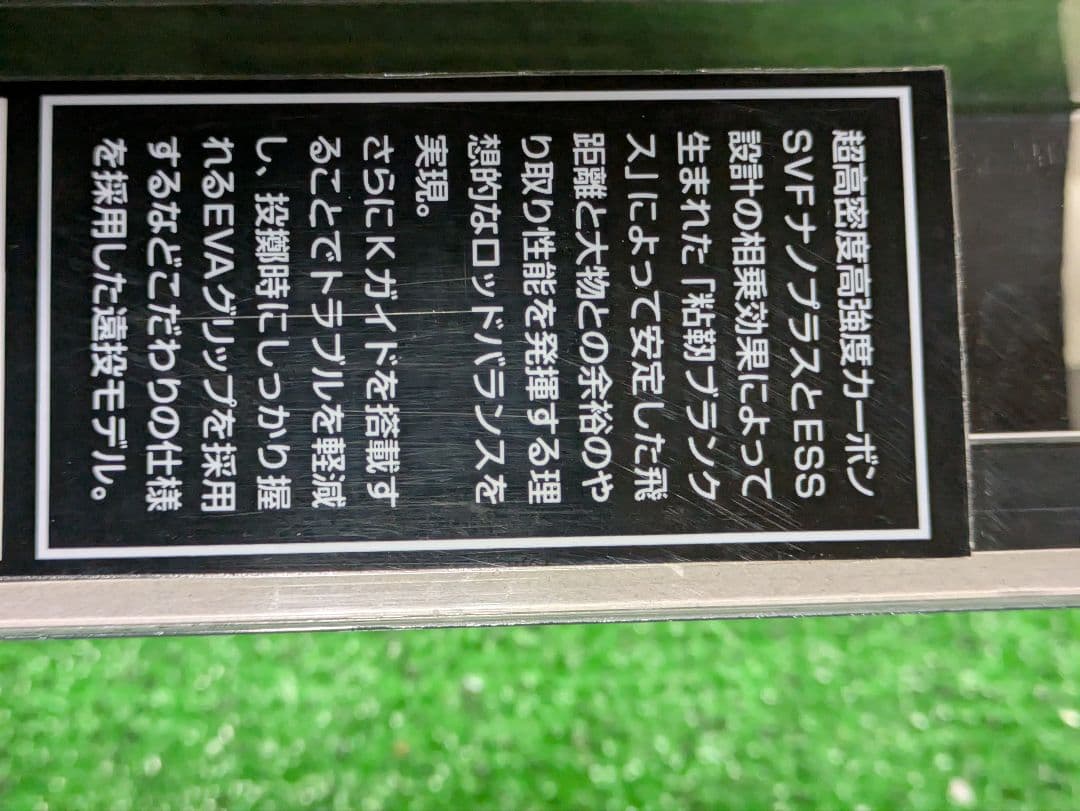 超高密度高強度カーボン
SVFナノプラスとESS
設計の相乗効果によって
生まれた「粘靭ブランク
ス」によって安定した飛
距離と大物との余裕のや
り取り性能を発揮する理
想的なロッドバランスを
実現。
さらにKガイドを搭載す
ることでトラブルを軽減
し、投擲時にしっかり握
れるEVAグリップを採用
するなどこだわりの仕様
を採用した遠投モデル。